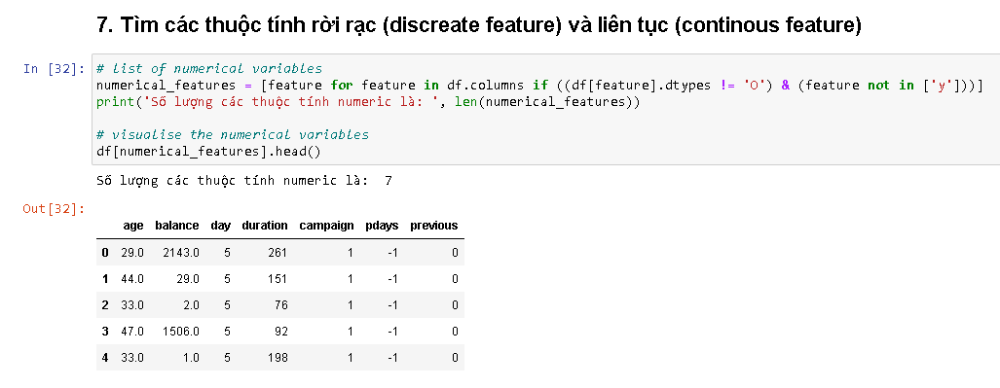 7. Tìm các thuộc tính rời rạc (discreate feature) và liên tục (continous feature)
In [32]: # list of numerical variables
numerical_features = [feature for feature in df.columns if ((df[feature].dtypes != 'O') & (feature not in ['y']))]
print('Số lượng các thuộc tính numeric là: ', len(numerical_features))
# visualise the numerical variables
df[numerical_features].head()
Số lượng các thuộc tính numeric là:  7
Out[32]:
age balance day duration campaign pdays previous
0 29.0 2143.0 5 261 1 -1 0
1 44.0 29.0 5 151 1 -1 0
2 33.0 2.0 5 76 1 -1 0
3 47.0 1506.0 5 92 1 -1 0
4 33.0 1.0 5 198 1 -1 0